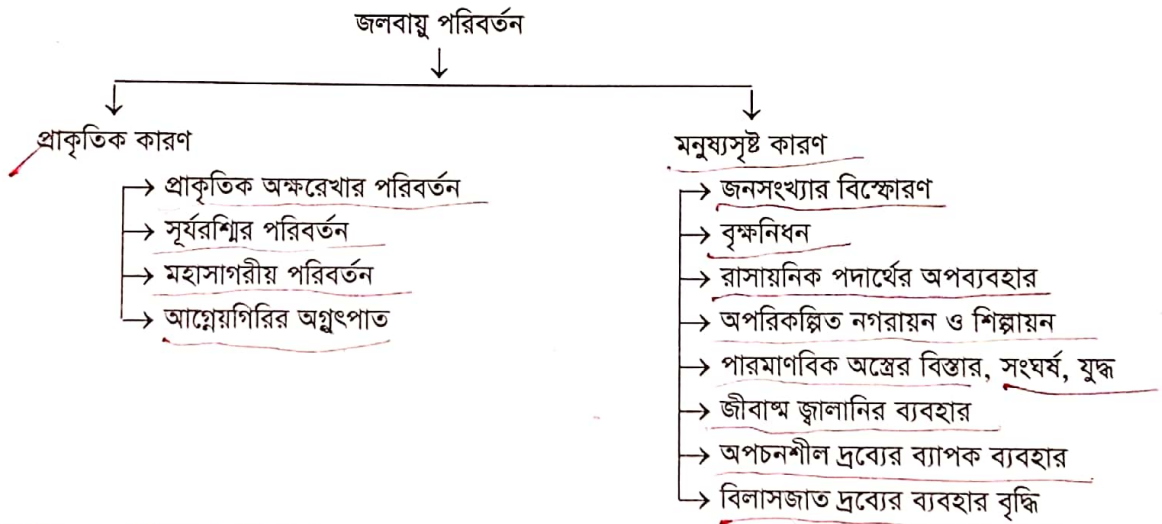 জলবায়ু পরিবর্তন
প্রাকৃতিক কারণ
প্রাকৃতিক অক্ষরেখার পরিবর্তন
সূর্যরশ্মির পরিবর্তন
মহাসাগরীয় পরিবর্তন
আগ্নেয়গিরির অগ্নুৎপাত
মনুষ্যসৃষ্ট কারণ
জনসংখ্যার বিস্ফোরণ
বৃক্ষনিধন
রাসায়নিক পদার্থের অপব্যবহার
অপরিকল্পিত নগরায়ন ও শিল্পায়ন
পারমাণবিক অস্ত্রের বিস্তার, সংঘর্ষ, যুদ্ধ
জীবাষ্ম জ্বালানির ব্যবহার
অপচনশীল দ্রব্যের ব্যাপক ব্যবহার
বিলাসজাত দ্রব্যের ব্যবহার বৃদ্ধি